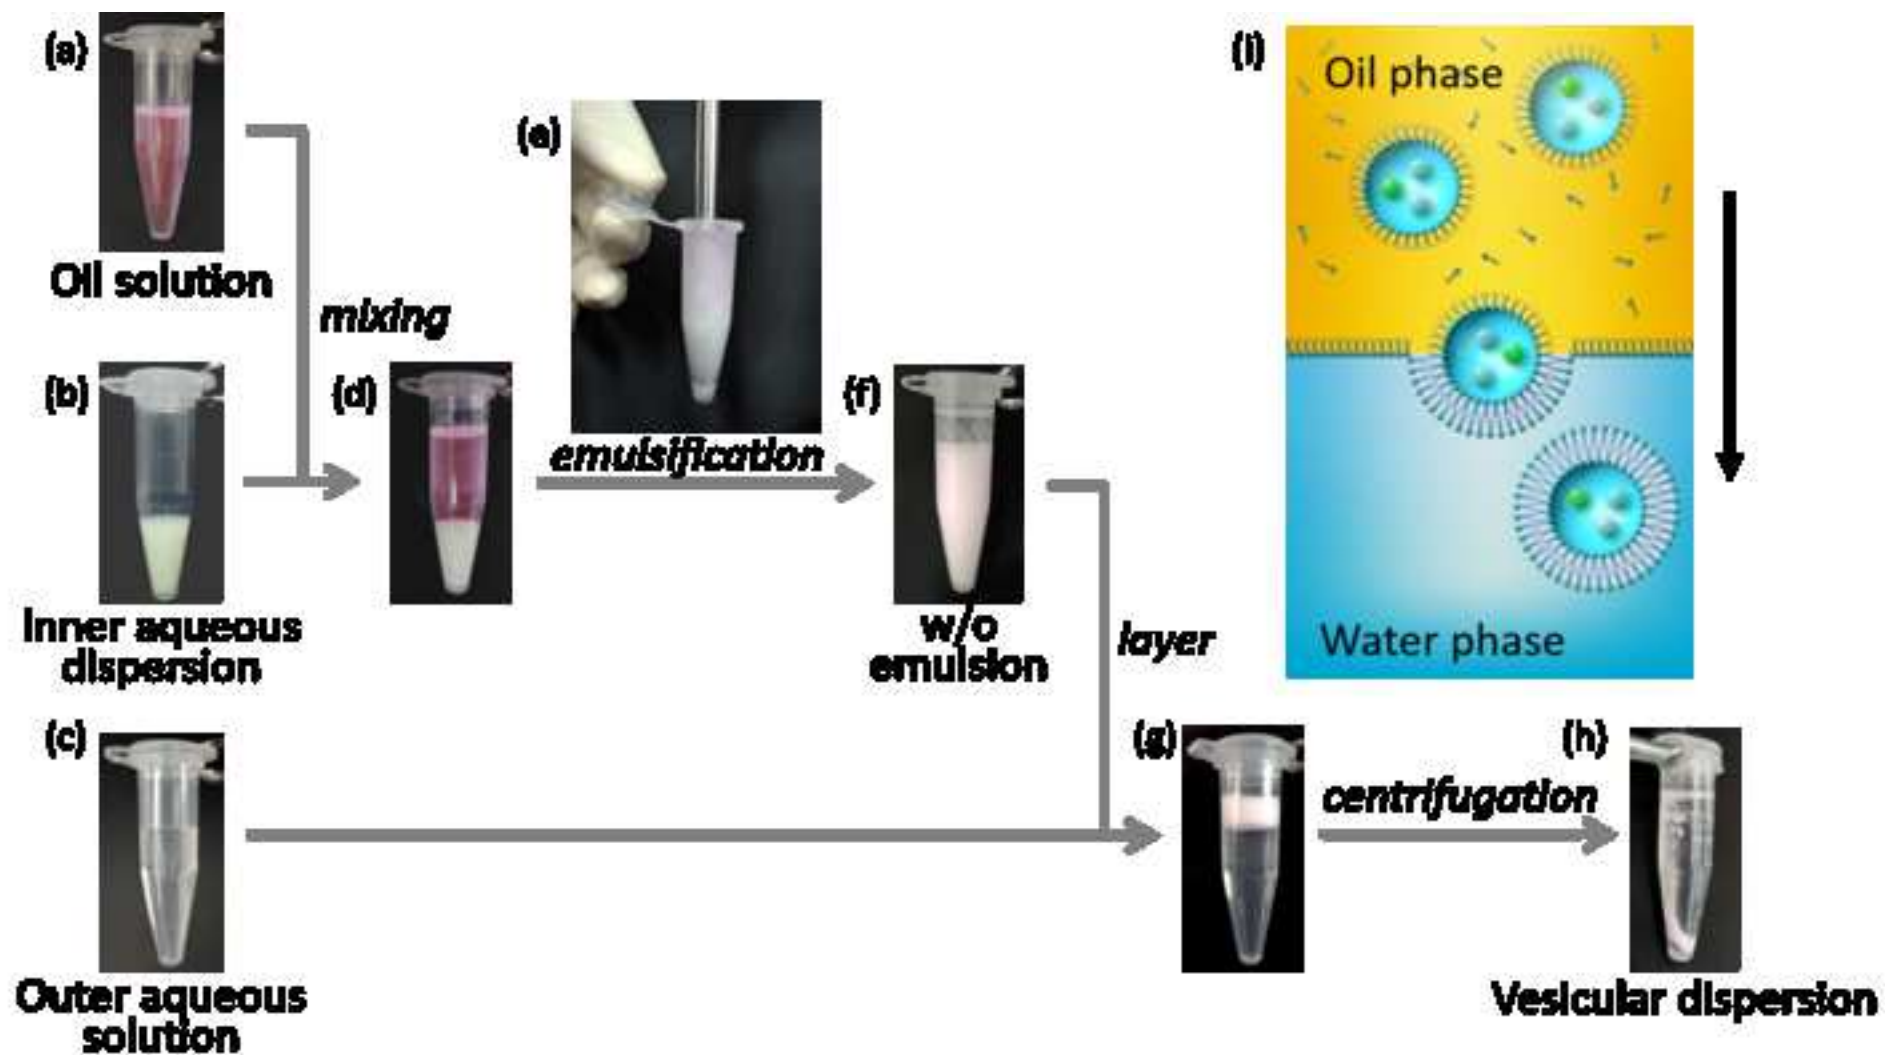 (a)
Oil solution
mixing
(b)
Inner aqueous
dispersion
(c)
Outer aqueous
solution
(d)
(e)
emulsification
(f)
w/o
emulsion
layer
(g)
centrifugation
(h)
Vesicular dispersion
(i)
Oil phase
Water phase